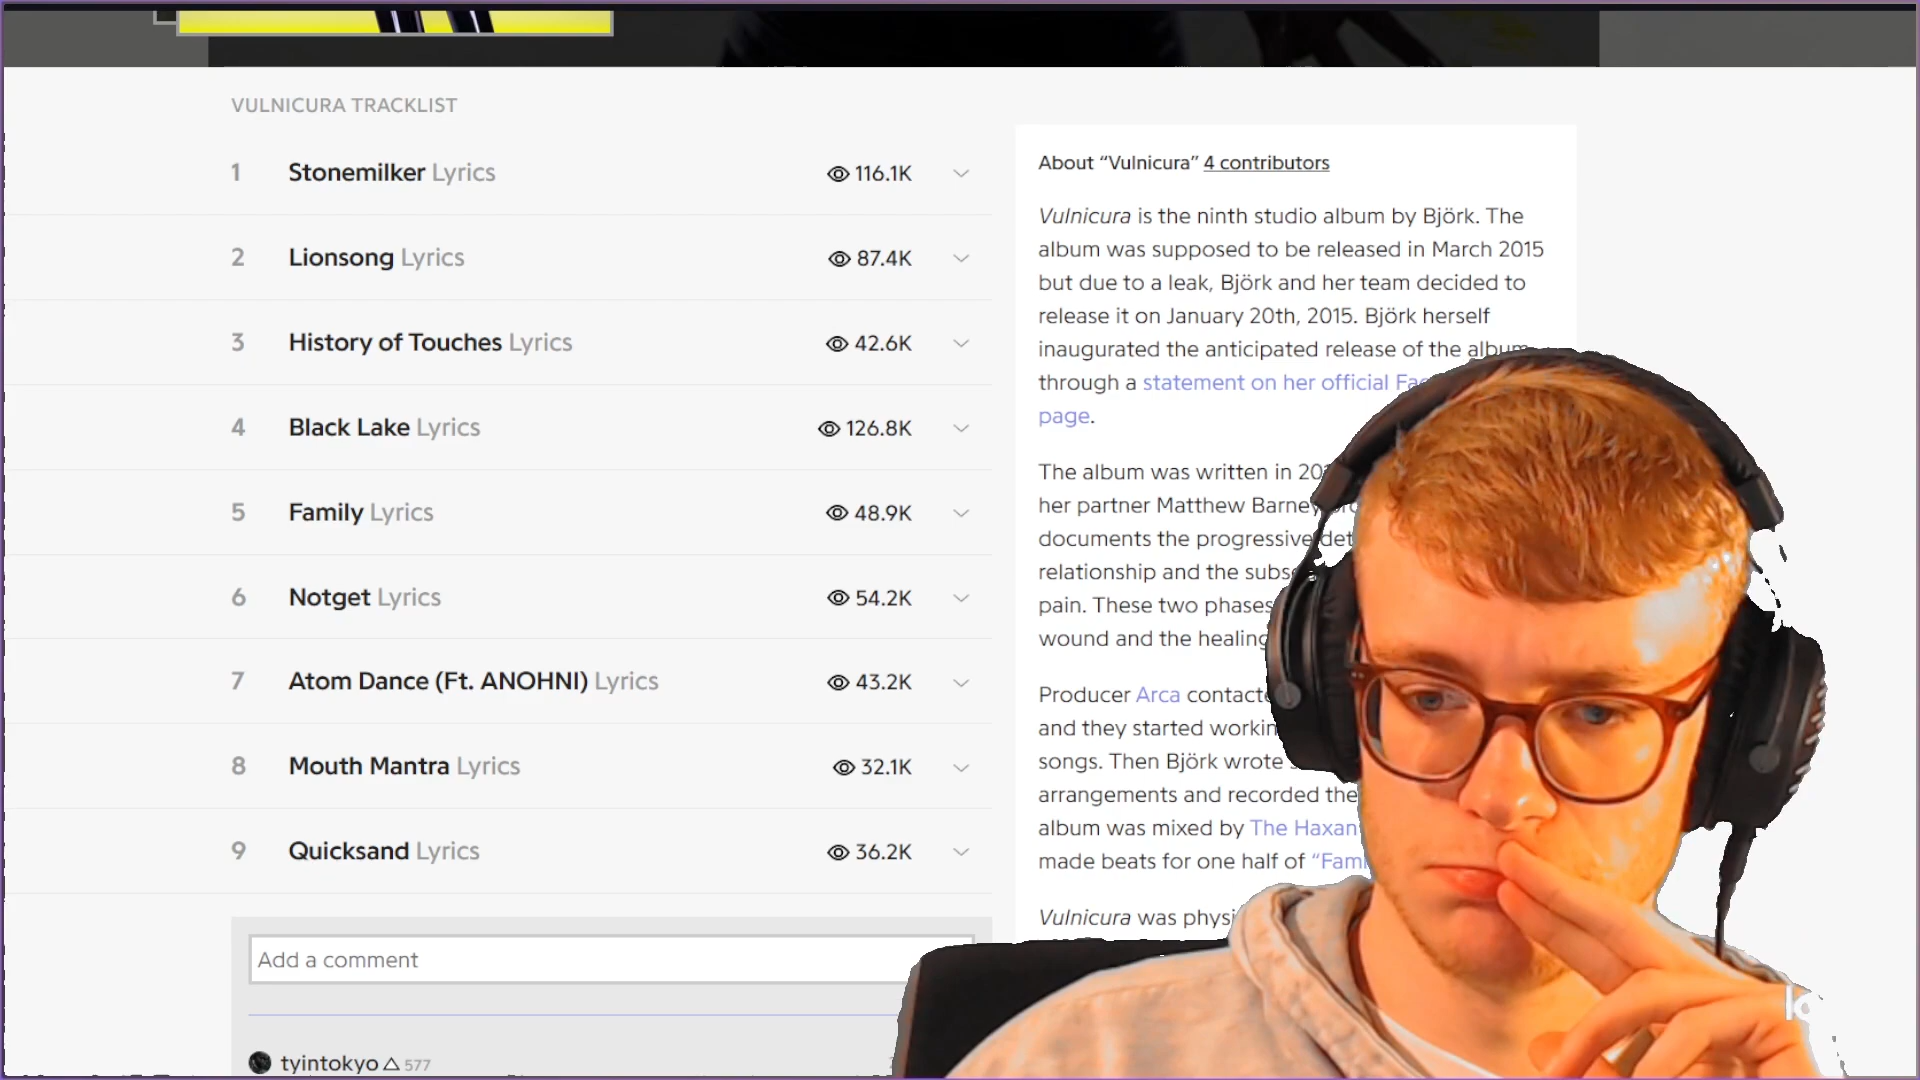 VULNICURA TRACKLIST
1 Stonemilker Lyrics 116.1K
2 Lionsong Lyrics 87.4K
3 History of Touches Lyrics 42.6K
4 Black Lake Lyrics 126.8K
5 Family Lyrics 48.9K
6 Notget Lyrics 54.2K
7 Atom Dance (Ft. ANOHNI) Lyrics 43.2K
8 Mouth Mantra Lyrics 32.1K
9 Quicksand Lyrics 36.2K
Add a comment
tyintokyo 577
About “Vulnicura” 4 contributors
Vulnicura is the ninth studio album by Björk. The
album was supposed to be released in March 2015
but due to a leak, Björk and her team decided to
release it on January 20th, 2015. Björk herself
inaugurated the anticipated release of the album
through a statement on her official
page.
The album was written in
her partner Matthew Barney
documents the progressive
relationship and the
pain. These two phases
wound and the healing
Producer Arca
and they started
songs. Then Björk wrote
arrangements and recorded
album was mixed by The Haxan
made beats for one half of
Vulnicura was